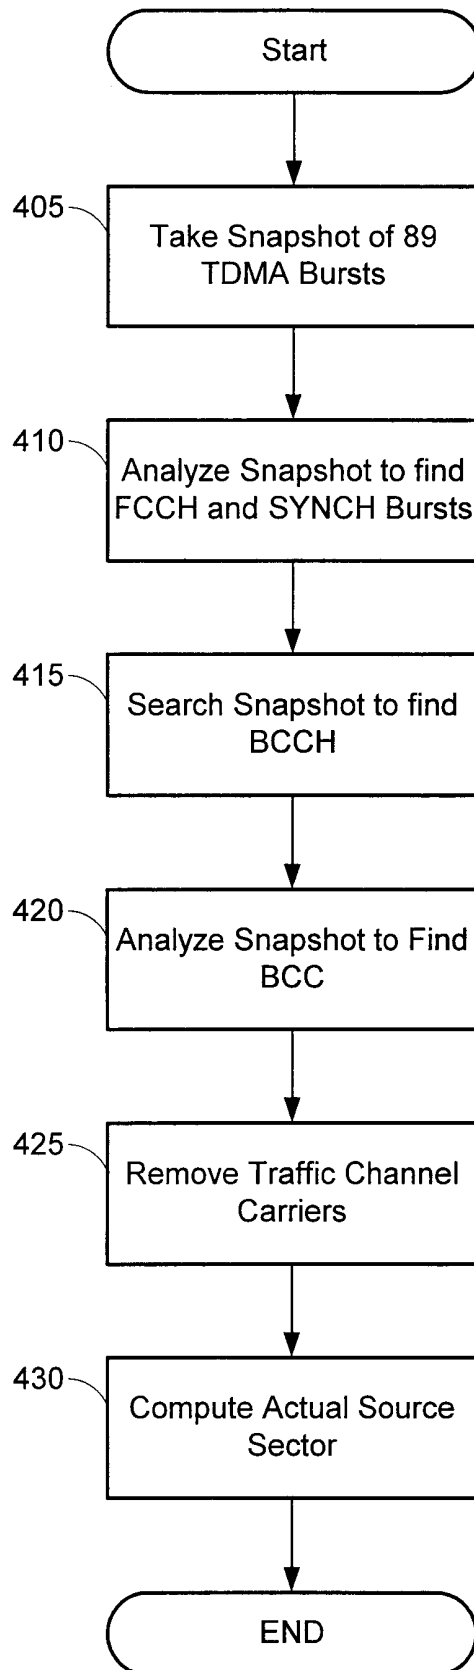 Start
405
Take Snapshot of 89
TDMA Bursts
410
Analyze Snapshot to find
FCCH and SYNCH Bursts
415
Search Snapshot to find
BCCH
420
Analyze Snapshot to Find
BCC
425
Remove Traffic Channel
Carriers
430
Compute Actual Source
Sector
END